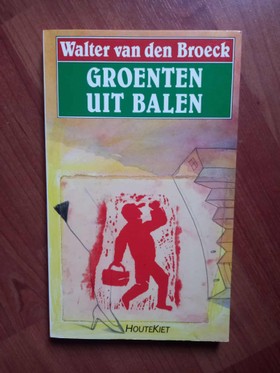 Walter van den Broeck
GROENTEN
UIT BALEN
HOUTEKIET